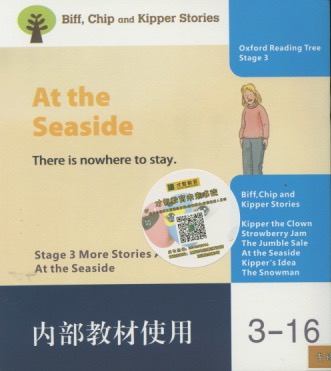 Biff, Chip and Kipper Stories
Oxford Reading Tree
Stage 3
At the
Seaside
There is nowhere to stay.
Biff,Chip and
Kipper Stories
Kipper the Clown
Strowberry Jam
The Jumble Sale
At the Seaside
Kipper's Idea
The Snowman
Stage 3 More Stories
At the Seaside
内部教材使用
3-16